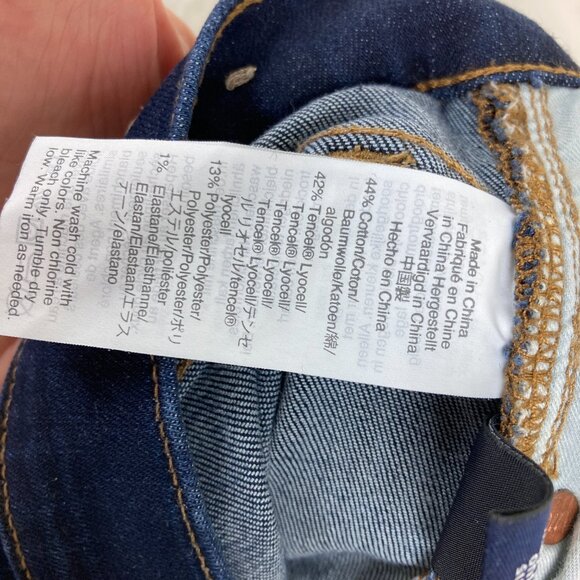 Made in China
Fabriqué en Chine
in China Hergestellt
Vervaardigd in China
中国製
Hecho en China
44% Cotton/Coton/
Baumwolle/Katoen/綿/
algodón
42% Tencel® Lyocell/
Tencel® Lyocell/
Tencel® Lyocell/
Tencel® Lyocell/テンセ
ルリオセル/Tencel®
lyocell
13% Polyester/Polyester/
Polyester/Polyester/ポリ
エステル/poliéster
1% Elastane/Elasthanne/
Elastan/Elastaan/エラス
/elastano
Machine wash cold with
like colors. Non chlorine
bleach only. Tumble dry
low. Warm
iron as needed.